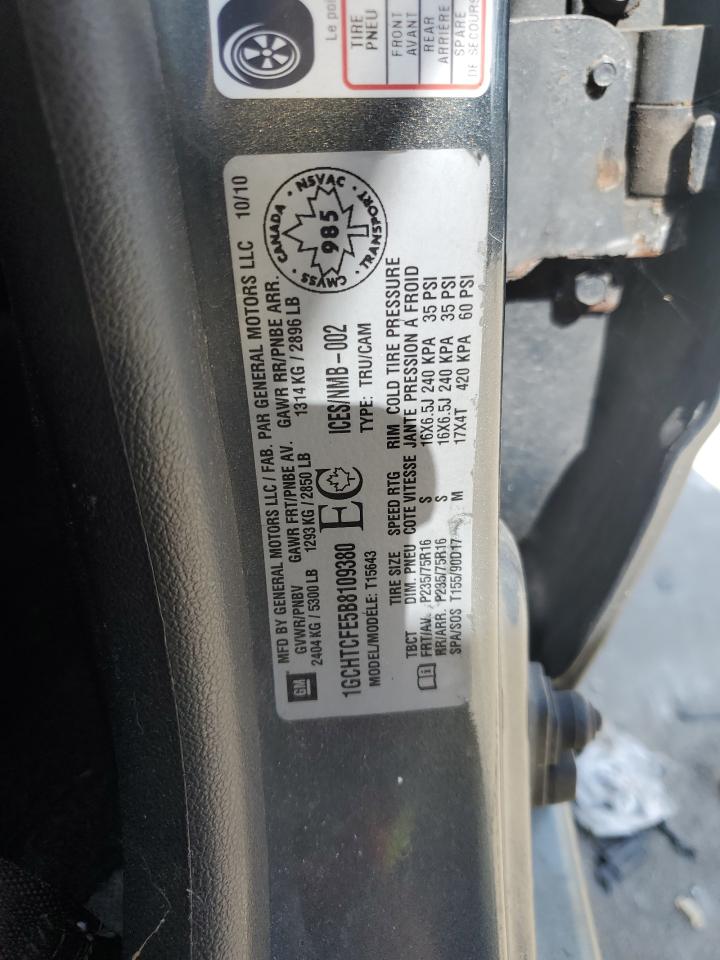 Le poi
TIRE
PNEU
FRONT
AVANT
REAR
ARRIÈRE
SPARE
DE SECOURS
MFD BY GENERAL MOTORS LLC / FAB. PAR GENERAL MOTORS LLC 10/10
GVWR/PNBV GAWR FRT/PNBE AV. GAWR RR/PNBE ARR.
2404 KG / 5300 LB 1293 KG / 2850 LB 1314 KG / 2896 LB
GM
1GCHTCFE5B8109380 EC ICES/NMB-002
MODEL/MODÈLE: T15643 TYPE: TRU/CAM
CANADA · NSVAC · TRANSPORT · CMVSS
985
TIRE SIZE SPEED RTG RIM COLD TIRE PRESSURE
TBCT DIM. PNEU COTE VITESSE JANTE PRESSION A FROID
FRT/AV. P235/75R16 S 16X6.5J 240 KPA 35 PSI
RR/ARR. P235/75R16 S 16X6.5J 240 KPA 35 PSI
SPA/SOS T155/90D17 M 17X4T 420 KPA 60 PSI